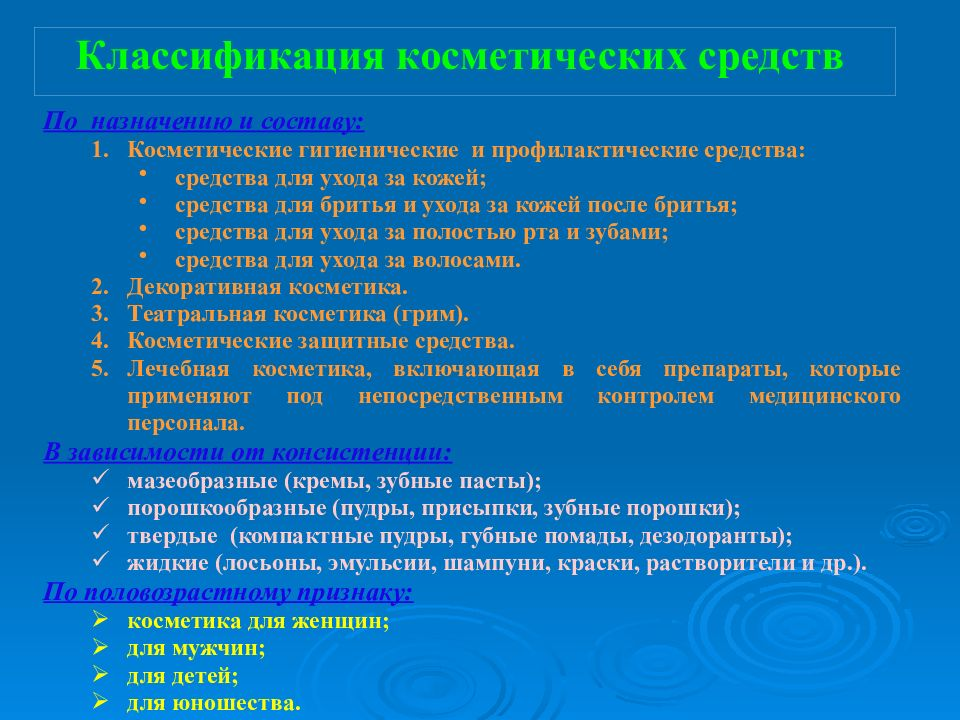 Классификация косметических средств
По назначению и составу:
1. Косметические гигиенические и профилактические средства:
• средства для ухода за кожей;
• средства для бритья и ухода за кожей после бритья;
• средства для ухода за полостью рта и зубами;
• средства для ухода за волосами.
2. Декоративная косметика.
3. Театральная косметика (грим).
4. Косметические защитные средства.
5. Лечебная косметика, включающая в себя препараты, которые
применяют под непосредственным контролем медицинского
персонала.
В зависимости от консистенции:
✓ мазеобразные (кремы, зубные пасты);
✓ порошкообразные (пудры, присыпки, зубные порошки);
✓ твердые (компактные пудры, губные помады, дезодоранты);
✓ жидкие (лосьоны, эмульсии, шампуни, краски, растворители и др.).
По половозрастному признаку:
➢ косметика для женщин;
➢ для мужчин;
➢ для детей;
➢ для юношества.